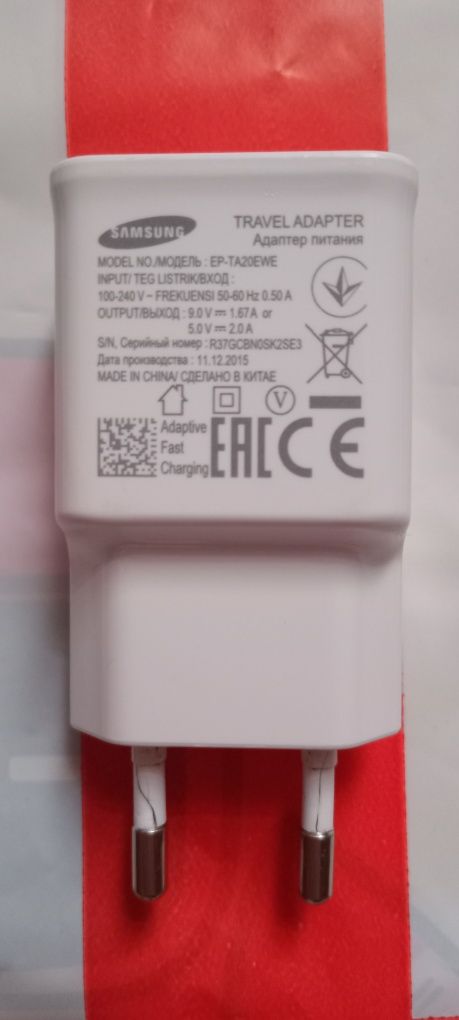 SAMSUNG
TRAVEL ADAPTER
Адаптер питания
MODEL NO./МОДЕЛЬ : EP-TA20EWE
INPUT/ TEG LISTRIK/ВХОД :
100-240 V ~ FREKUENSI 50-60 Hz 0.50 A
OUTPUT/ВЫХОД : 9.0 V ⎓ 1.67A or
5.0 V ⎓ 2.0 A
S/N, Серийный номер : R37GCBN0SK2SE3
Дата производства : 11.12.2015
MADE IN CHINA/ СДЕЛАНО В КИТАЕ
V
Adaptive
Fast
Charging
EAC CE